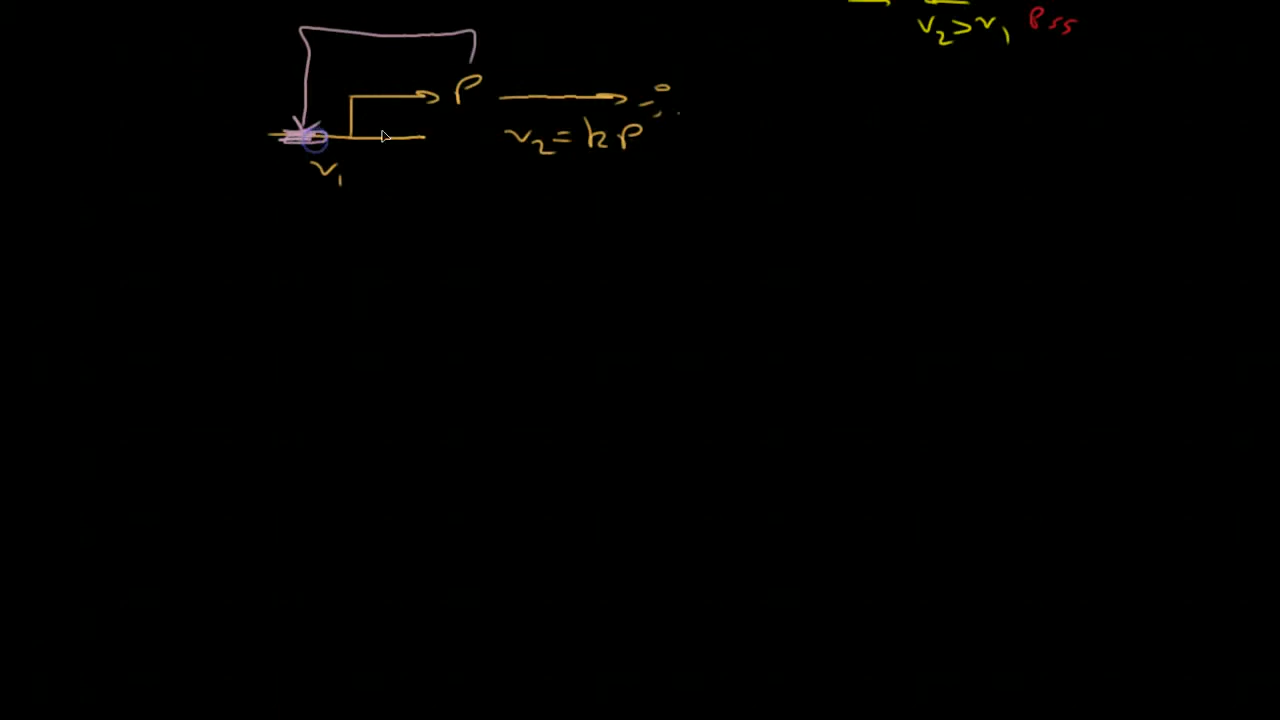 v₂ > v₁ Pss
P
v₂ = kP
v₁